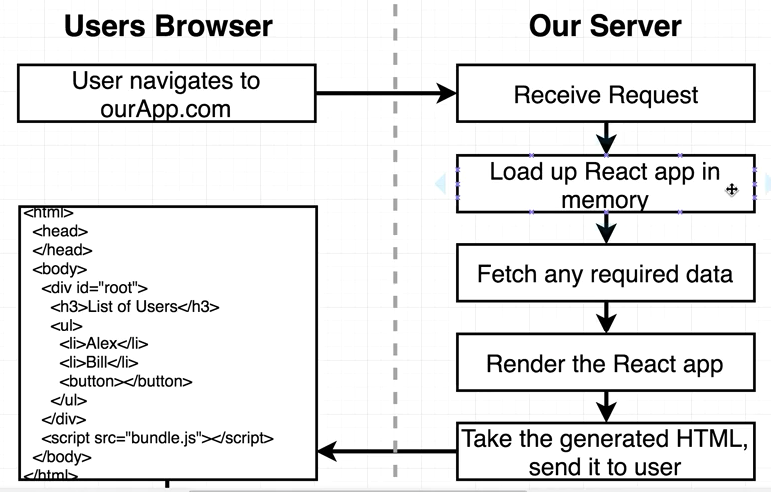 Users Browser
Our Server
User navigates to
ourApp.com
Receive Request
Load up React app in
memory
Fetch any required data
Render the React app
Take the generated HTML,
send it to user
<html>
<head>
</head>
<body>
<div id="root">
<h3>List of Users</h3>
<ul>
<li>Alex</li>
<li>Bill</li>
<button></button>
</ul>
</div>
<script src="bundle.js"></script>
</body>
</html>